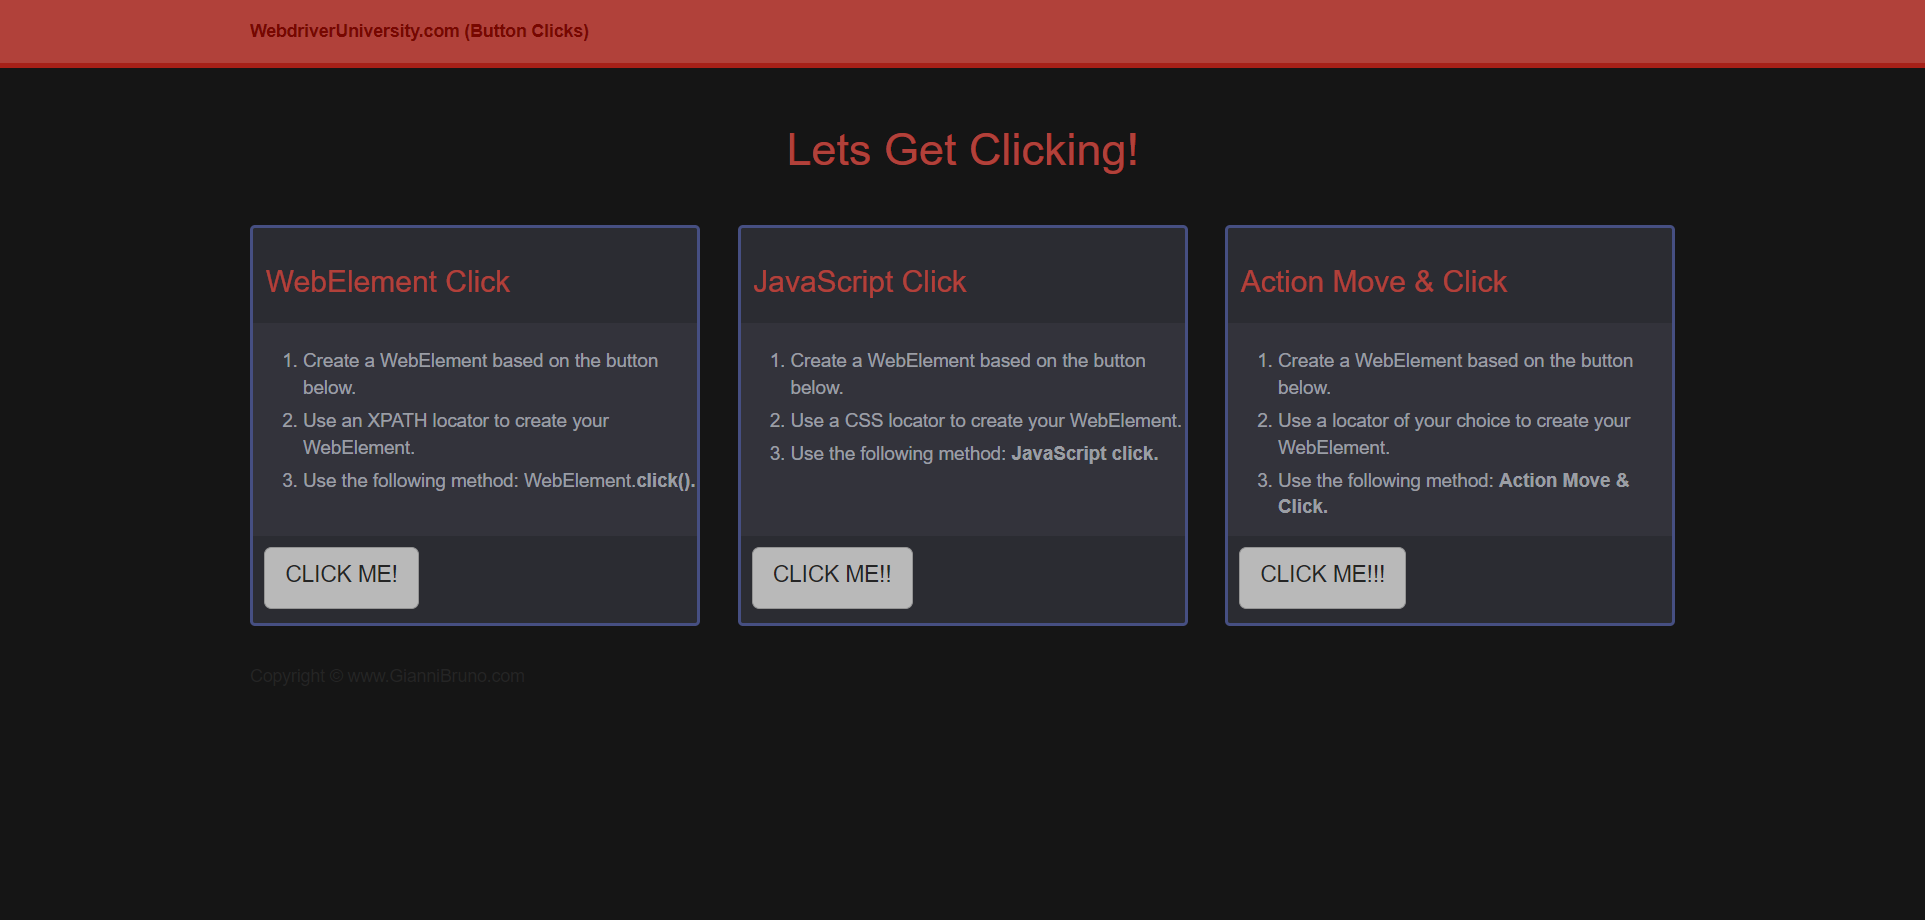 WebdriverUniversity.com (Button Clicks)
Lets Get Clicking!
WebElement Click
1. Create a WebElement based on the button
below.
2. Use an XPATH locator to create your
WebElement.
3. Use the following method: WebElement.click().
CLICK ME!
JavaScript Click
1. Create a WebElement based on the button
below.
2. Use a CSS locator to create your WebElement.
3. Use the following method: JavaScript click.
CLICK ME!!
Action Move & Click
1. Create a WebElement based on the button
below.
2. Use a locator of your choice to create your
WebElement.
3. Use the following method: Action Move &
Click.
CLICK ME!!!
Copyright © www.GianniBruno.com